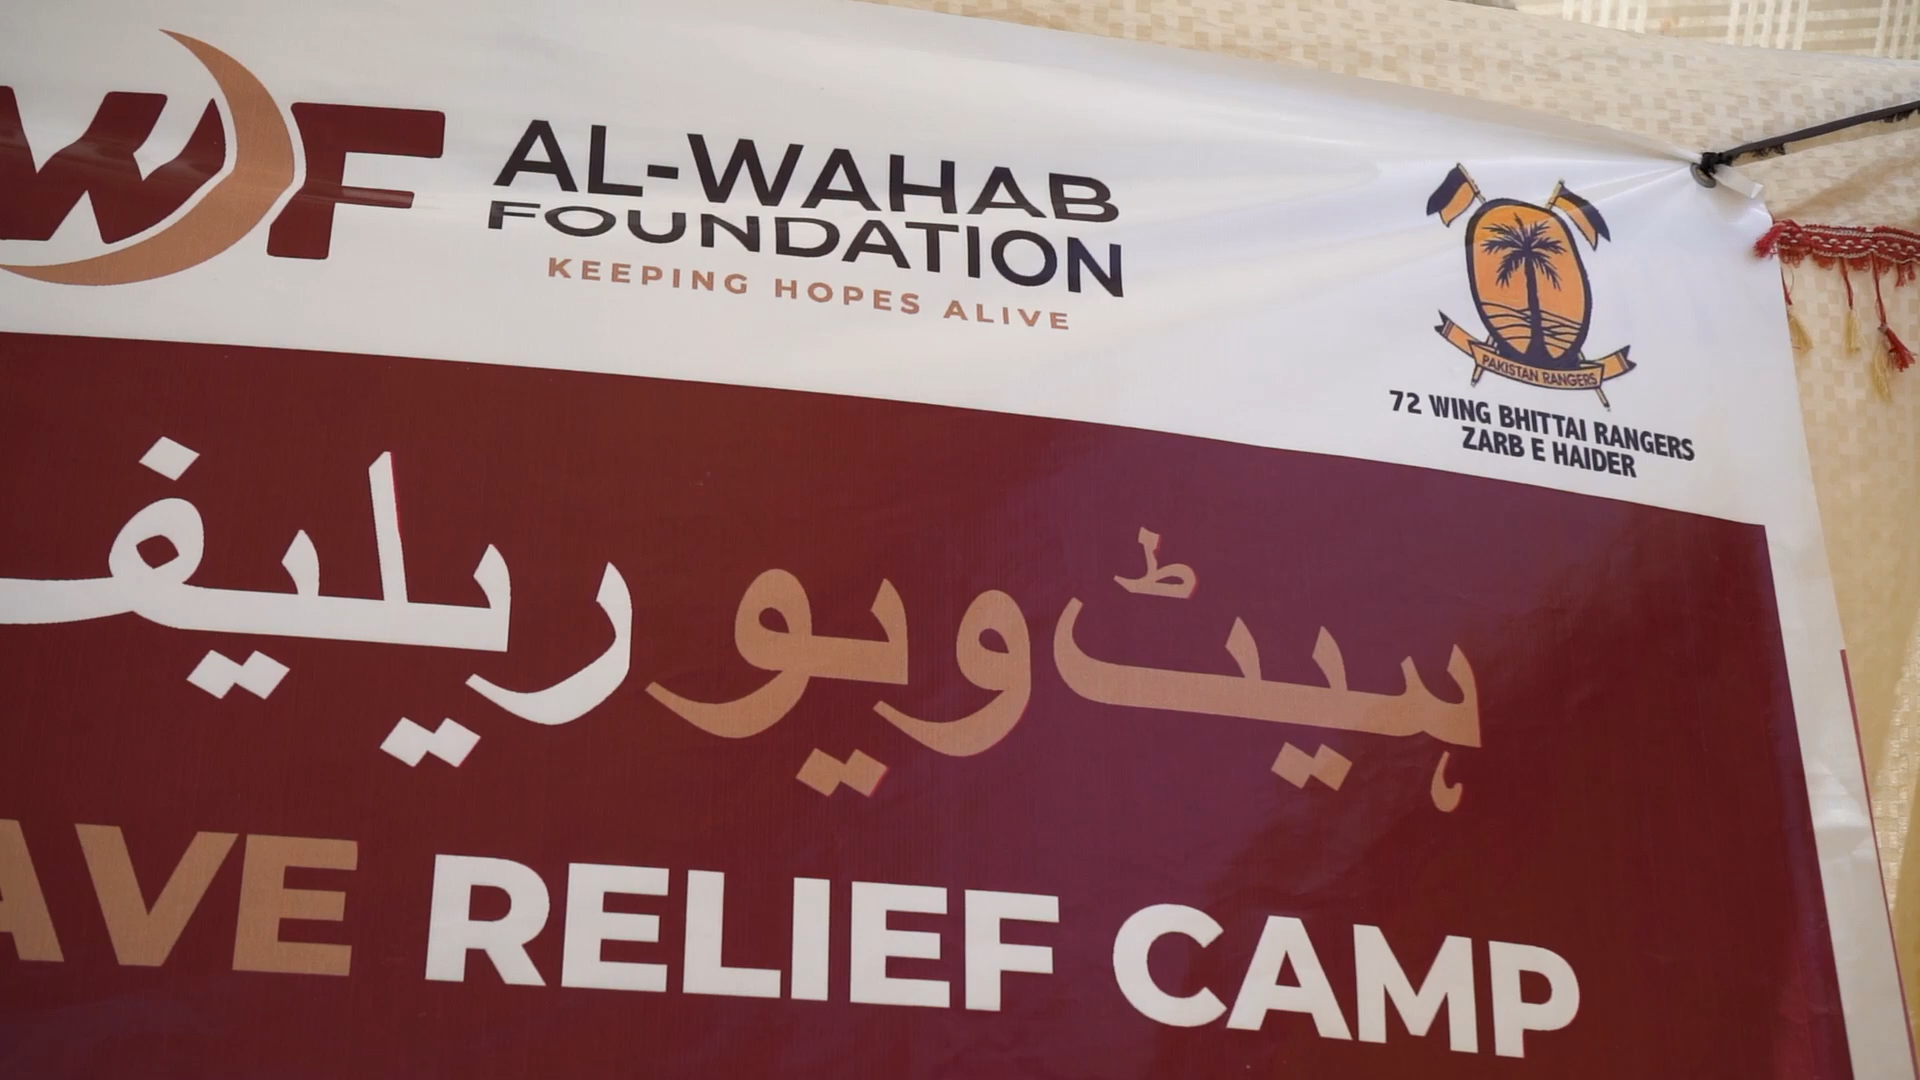 WF
AL-WAHAB
FOUNDATION
KEEPING HOPES ALIVE
PAKISTAN RANGERS
72 WING BHITTAI RANGERS
ZARB E HAIDER
ہیٹ ویو ریلیف
AVE RELIEF CAMP